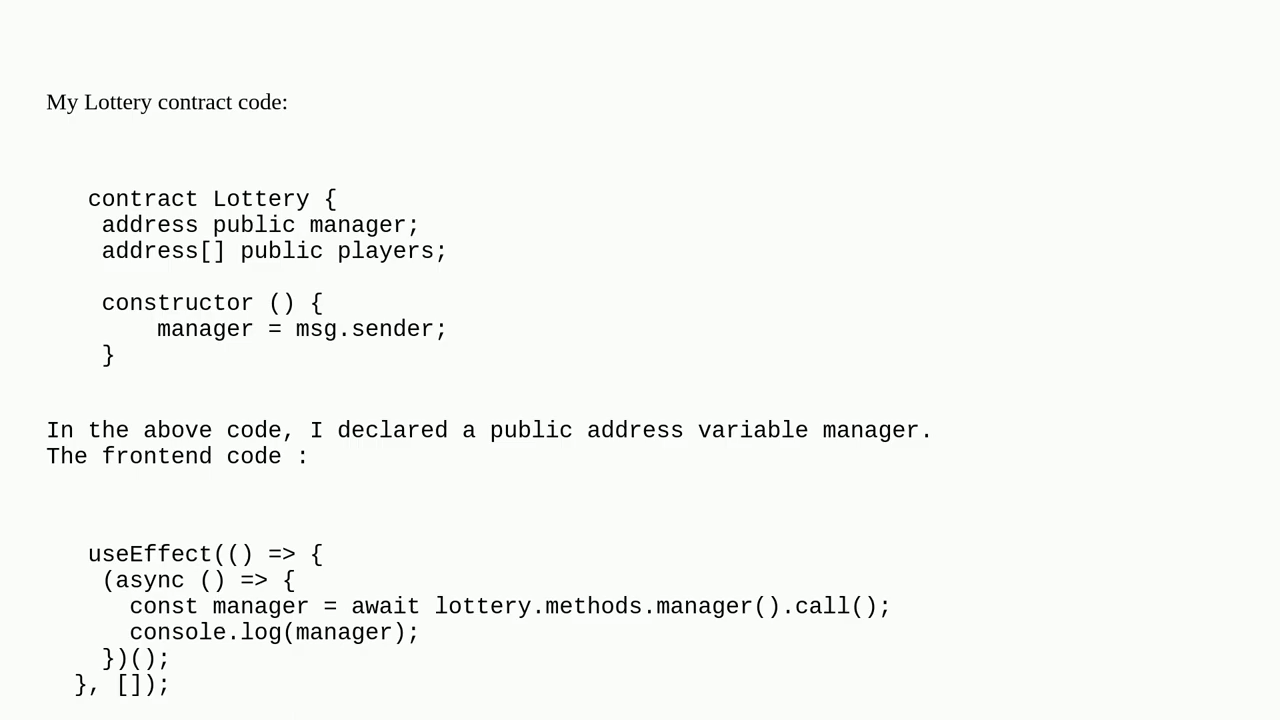 My Lottery contract code:
contract Lottery {
address public manager;
address[] public players;
constructor () {
manager = msg.sender;
}
In the above code, I declared a public address variable manager.
The frontend code :
useEffect(() => {
(async () => {
const manager = await lottery.methods.manager().call();
console.log(manager);
})();
}, []);